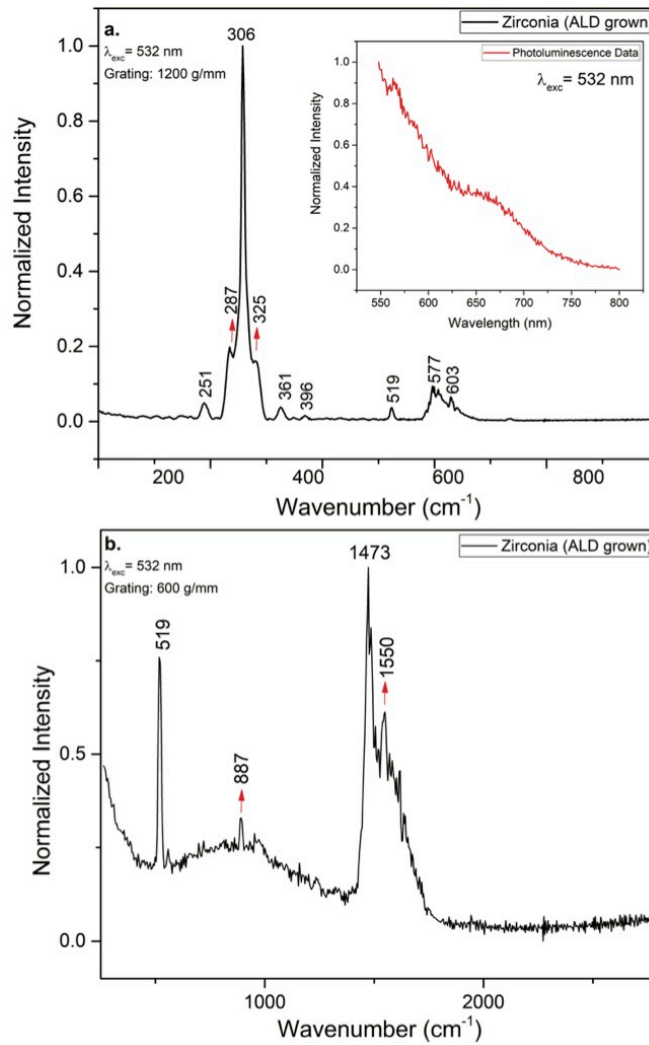 a.
Zirconia (ALD grown)
λexc= 532 nm
Grating: 1200 g/mm
306
287
325
251
361
396
519
577
603
1.0
0.8
0.6
0.4
0.2
0.0
Normalized Intensity
200 400 600 800
Wavenumber (cm-1)
Photoluminescence Data
λexc= 532 nm
1.0
0.8
0.6
0.4
0.2
0.0
Normalized Intensity
550 600 650 700 750 800
Wavelength (nm)
b.
Zirconia (ALD grown)
λexc= 532 nm
Grating: 600 g/mm
1473
1550
519
887
1.0
0.5
0.0
Normalized Intensity
1000 2000
Wavenumber (cm-1)